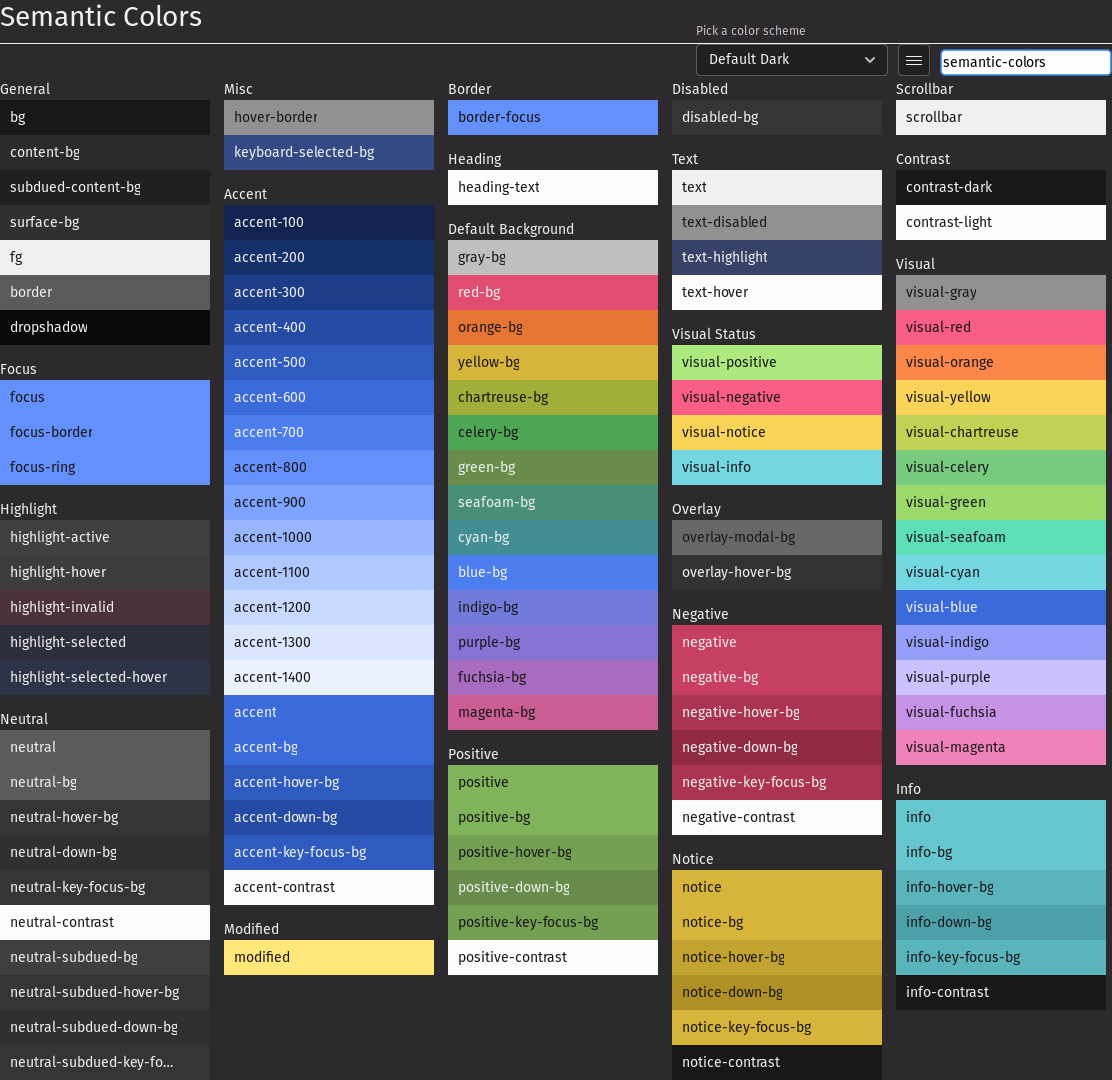 Semantic Colors
Pick a color scheme
Default Dark
semantic-colors
General
bg
content-bg
subdued-content-bg
surface-bg
fg
border
dropshadow
Focus
focus
focus-border
focus-ring
Highlight
highlight-active
highlight-hover
highlight-invalid
highlight-selected
highlight-selected-hover
Neutral
neutral
neutral-bg
neutral-hover-bg
neutral-down-bg
neutral-key-focus-bg
neutral-contrast
neutral-subdued-bg
neutral-subdued-hover-bg
neutral-subdued-down-bg
neutral-subdued-key-fo...
Misc
hover-border
keyboard-selected-bg
Accent
accent-100
accent-200
accent-300
accent-400
accent-500
accent-600
accent-700
accent-800
accent-900
accent-1000
accent-1100
accent-1200
accent-1300
accent-1400
accent
accent-bg
accent-hover-bg
accent-down-bg
accent-key-focus-bg
accent-contrast
Modified
modified
Border
border-focus
Heading
heading-text
Default Background
gray-bg
red-bg
orange-bg
yellow-bg
chartreuse-bg
celery-bg
green-bg
seafoam-bg
cyan-bg
blue-bg
indigo-bg
purple-bg
fuchsia-bg
magenta-bg
Positive
positive
positive-bg
positive-hover-bg
positive-down-bg
positive-key-focus-bg
positive-contrast
Disabled
disabled-bg
Text
text
text-disabled
text-highlight
text-hover
Visual Status
visual-positive
visual-negative
visual-notice
visual-info
Overlay
overlay-modal-bg
overlay-hover-bg
Negative
negative
negative-bg
negative-hover-bg
negative-down-bg
negative-key-focus-bg
negative-contrast
Notice
notice
notice-bg
notice-hover-bg
notice-down-bg
notice-key-focus-bg
notice-contrast
Scrollbar
scrollbar
Contrast
contrast-dark
contrast-light
Visual
visual-gray
visual-red
visual-orange
visual-yellow
visual-chartreuse
visual-celery
visual-green
visual-seafoam
visual-cyan
visual-blue
visual-indigo
visual-purple
visual-fuchsia
visual-magenta
Info
info
info-bg
info-hover-bg
info-down-bg
info-key-focus-bg
info-contrast